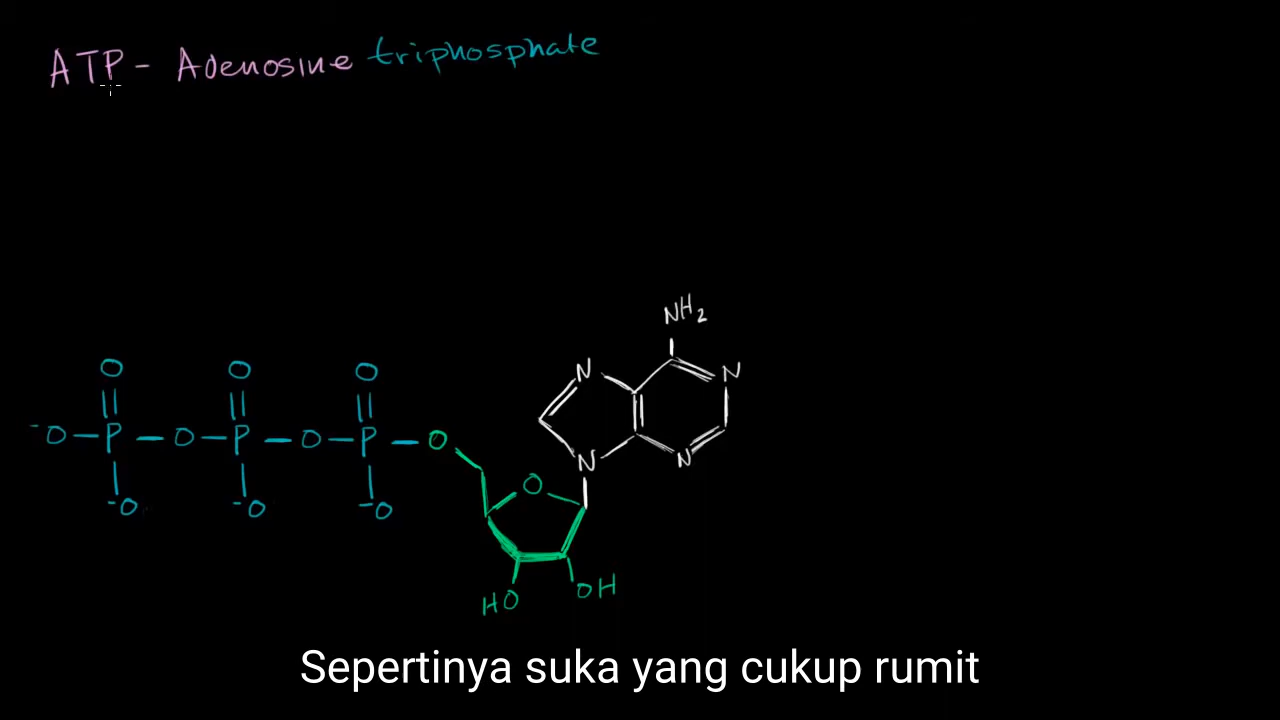 ATP - Adenosine triphosphate
NH2
O O O N N
-O P O P O P O N N
-O -O -O O
HO OH
Sepertinya suka yang cukup rumit